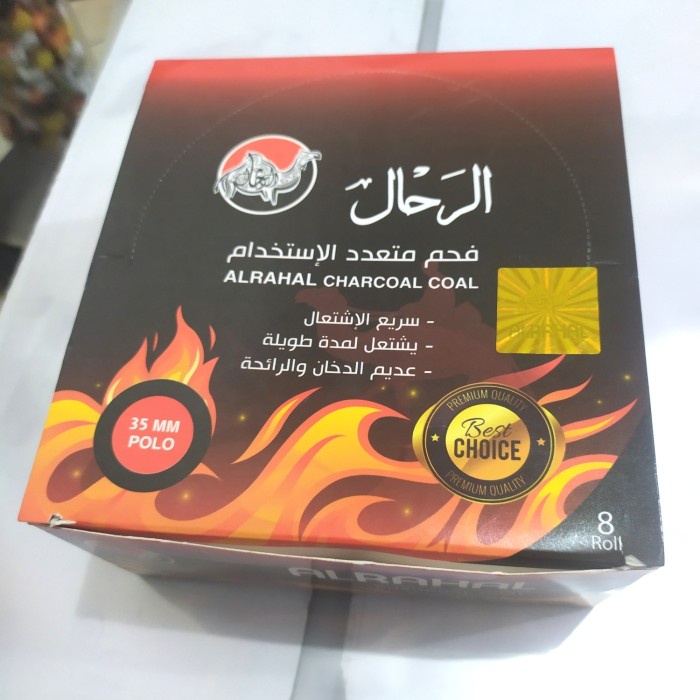 الرحال
فحم متعدد الإستخدام
ALRAHAL CHARCOAL COAL
- سريع الإشتعال
- يشتعل لمدة طويلة
- عديم الدخان والرائحة
ALRAHAL
35 MM
POLO
PREMIUM QUALITY
Best
CHOICE
PREMIUM QUALITY
8
Roll
ALRAHAL